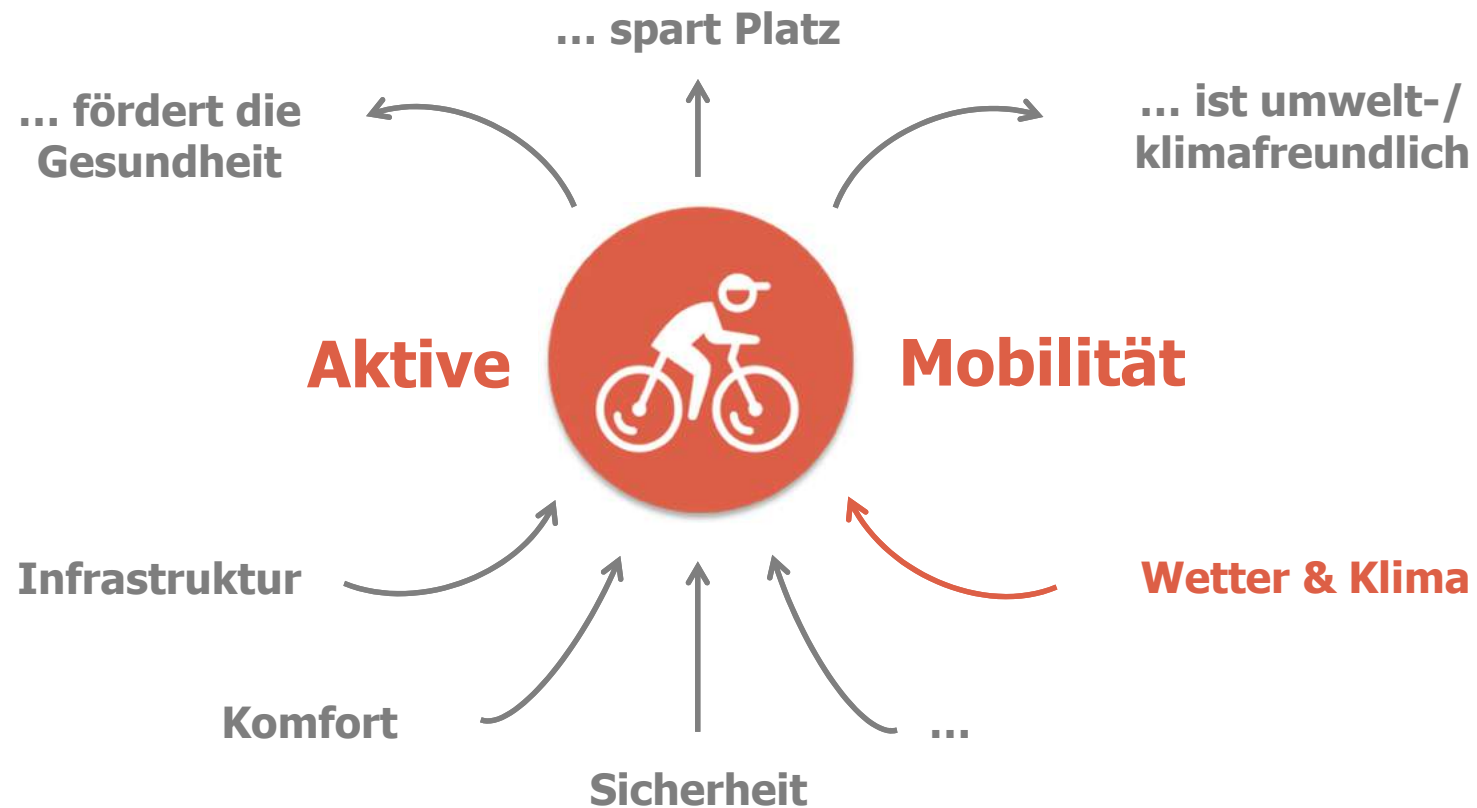 ... spart Platz
... fördert die
Gesundheit
... ist umwelt-/
klimafreundlich
Aktive
Mobilität
Infrastruktur
Wetter & Klima
Komfort
...
Sicherheit